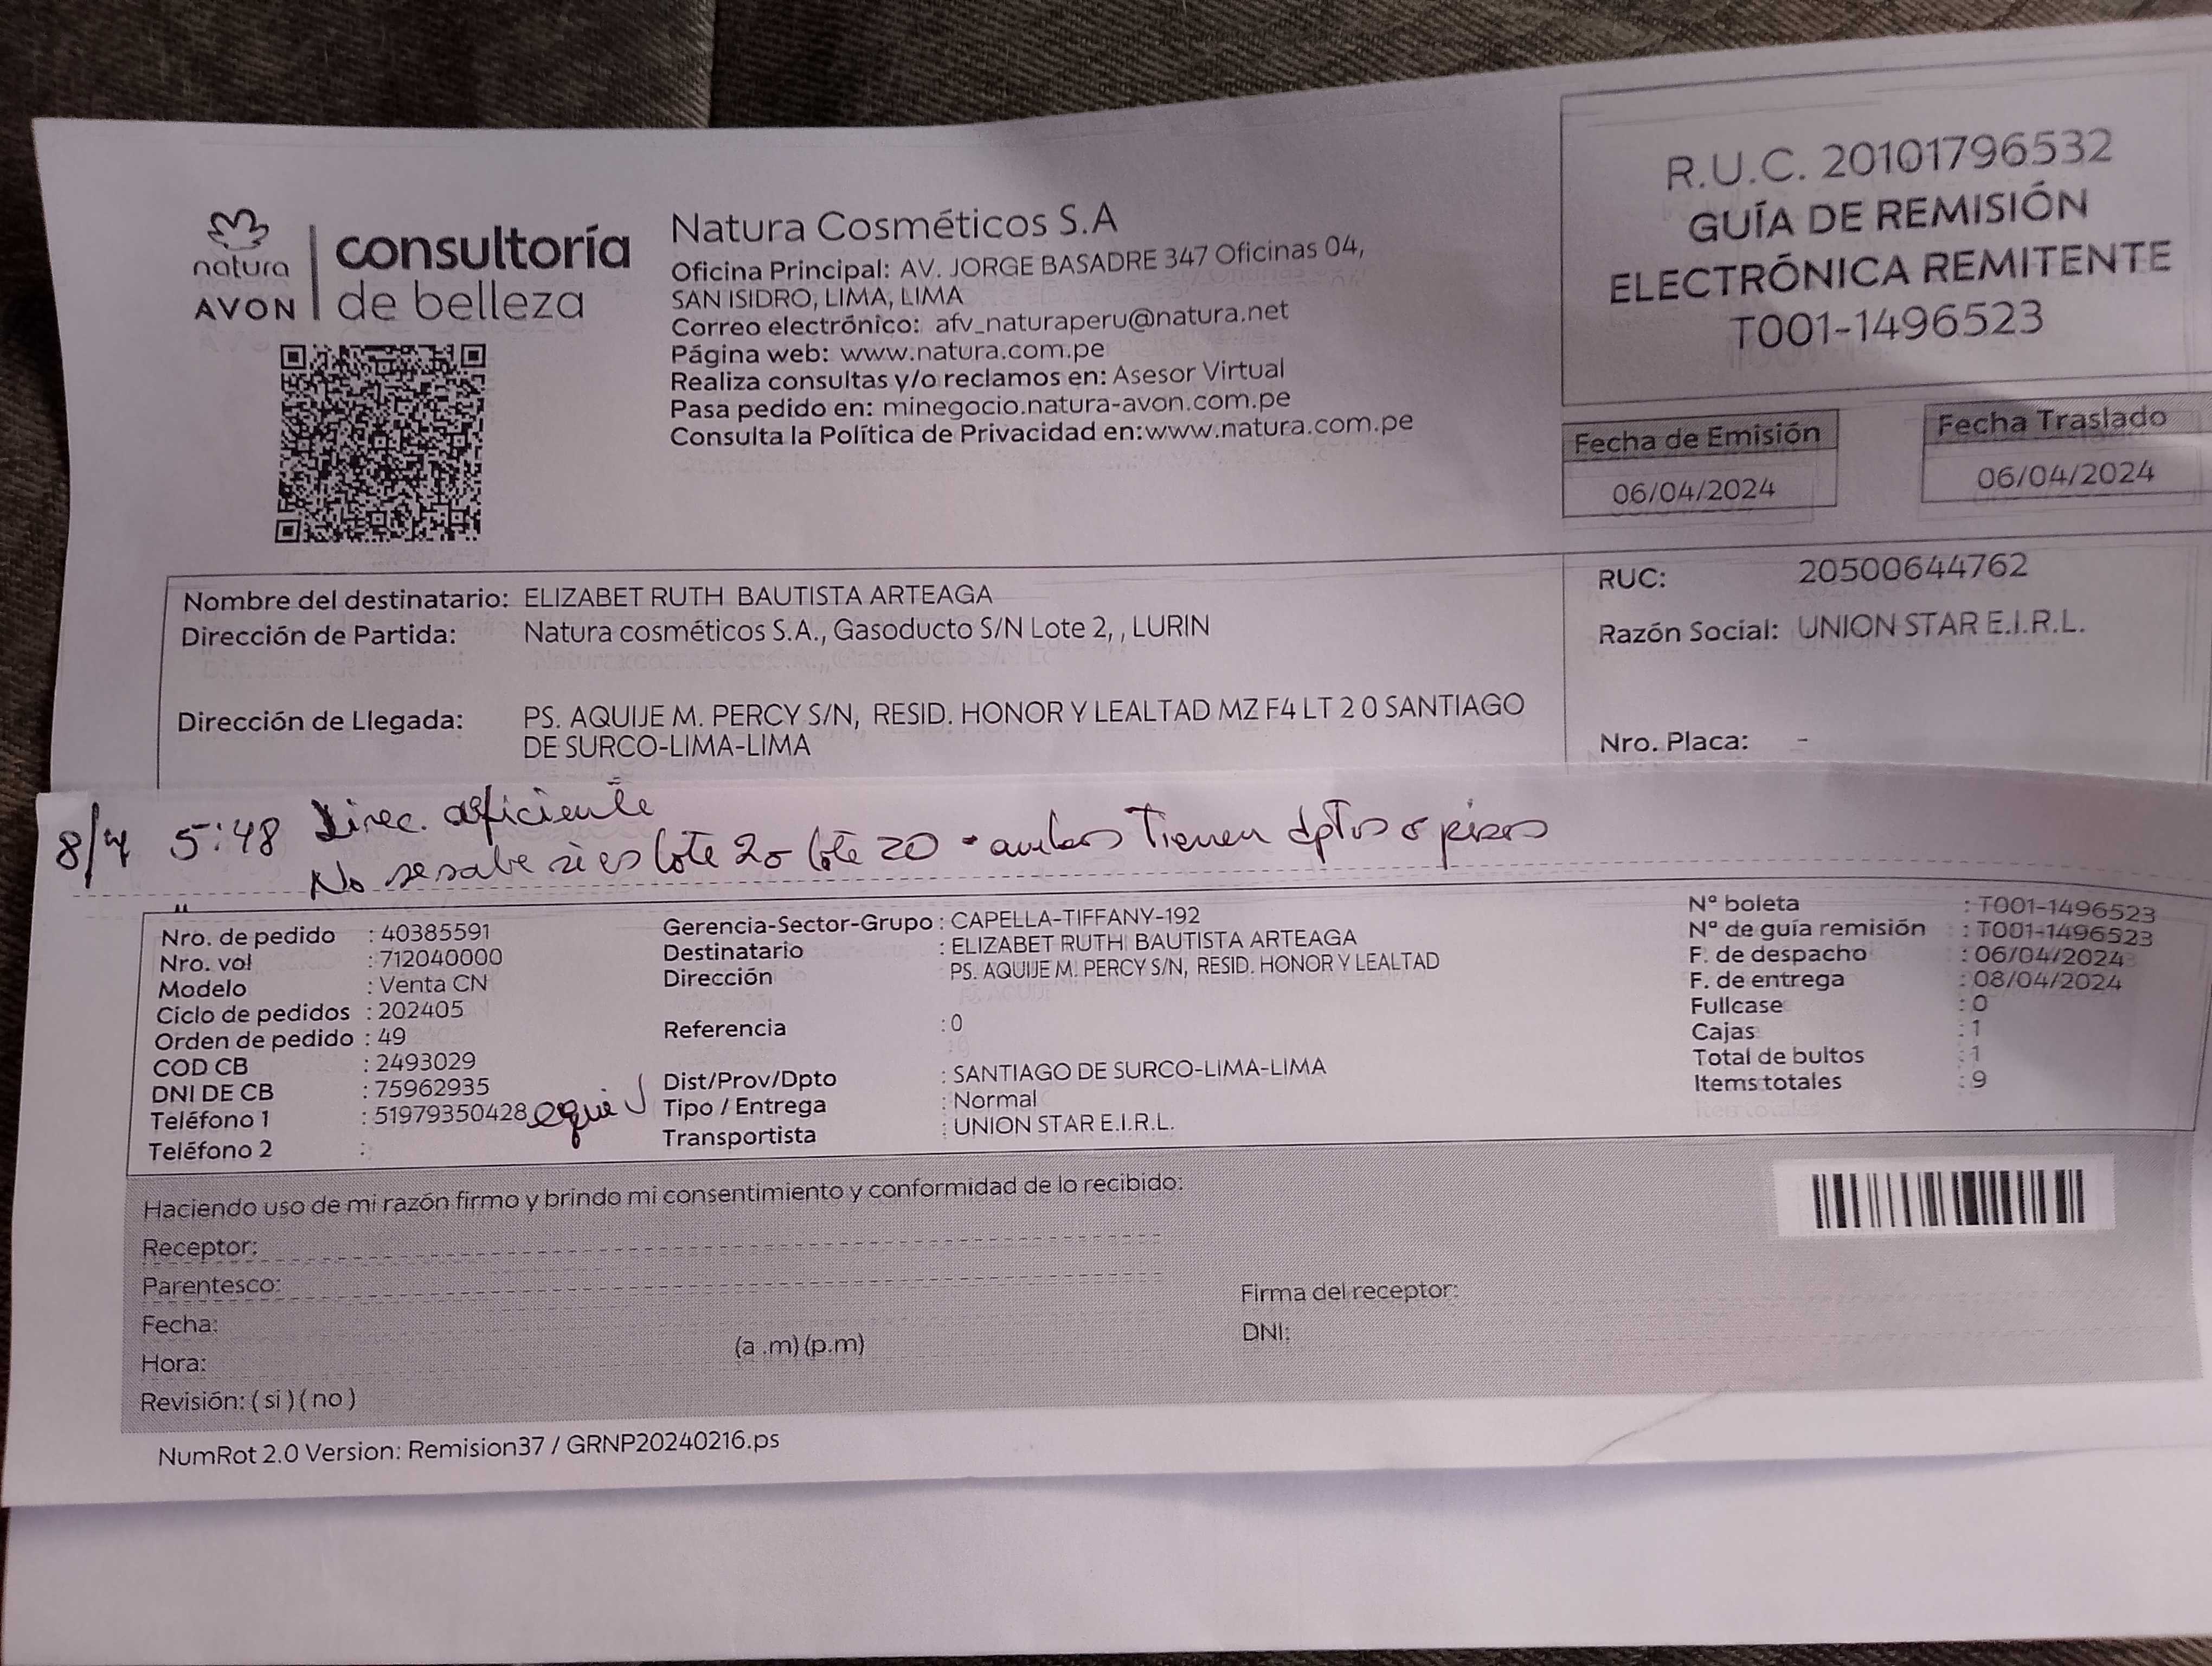 natura
AVON
consultoría
de belleza
Natura Cosméticos S.A
Oficina Principal: AV. JORGE BASADRE 347 Oficinas 04,
SAN ISIDRO, LIMA, LIMA
Correo electrónico: afv_naturaperu@natura.net
Página web: www.natura.com.pe
Realiza consultas y/o reclamos en: Asesor Virtual
Pasa pedido en: minegocio.natura-avon.com.pe
Consulta la Política de Privacidad en:www.natura.com.pe
R.U.C. 20101796532
GUÍA DE REMISIÓN
ELECTRÓNICA REMITENTE
T001-1496523
Fecha de Emisión
06/04/2024
Fecha Traslado
06/04/2024
Nombre del destinatario: ELIZABET RUTH BAUTISTA ARTEAGA
Dirección de Partida: Natura cosméticos S.A., Gasoducto S/N Lote 2, , LURIN
Dirección de Llegada: PS. AQUIJE M. PERCY S/N, RESID. HONOR Y LEALTAD MZ F4 LT 2 0 SANTIAGO
DE SURCO-LIMA-LIMA
RUC: 20500644762
Razón Social: UNION STAR E.I.R.L.
Nro. Placa: -
8/4 5:48 Direc. deficiente
No se sabe si es lote 2 o lote 20 - ambos Tienen dptos o pisos
Nro. de pedido : 40385591
Nro. vol : 712040000
Modelo : Venta CN
Ciclo de pedidos : 202405
Orden de pedido : 49
COD CB : 2493029
DNI DE CB : 75962935
Teléfono 1 : 51979350428
Teléfono 2 :
Gerencia-Sector-Grupo : CAPELLA-TIFFANY-192
Destinatario : ELIZABET RUTH BAUTISTA ARTEAGA
Dirección PS. AQUIJE M. PERCY S/N, RESID. HONOR Y LEALTAD
Referencia : 0
Dist/Prov/Dpto : SANTIAGO DE SURCO-LIMA-LIMA
Tipo / Entrega : Normal
Transportista : UNION STAR E.I.R.L.
N° boleta : T001-1496523
N° de guía remisión : T001-1496523
F. de despacho : 06/04/2024
F. de entrega : 08/04/2024
Fullcase : 0
Cajas : 1
Total de bultos : 1
Items totales : 9
Haciendo uso de mi razón firmo y brindo mi consentimiento y conformidad de lo recibido:
Receptor:
Parentesco:
Fecha:
Hora: (a .m) (p.m)
Revisión: ( si ) ( no )
Firma del receptor:
DNI:
NumRot 2.0 Version: Remision37 / GRNP20240216.ps